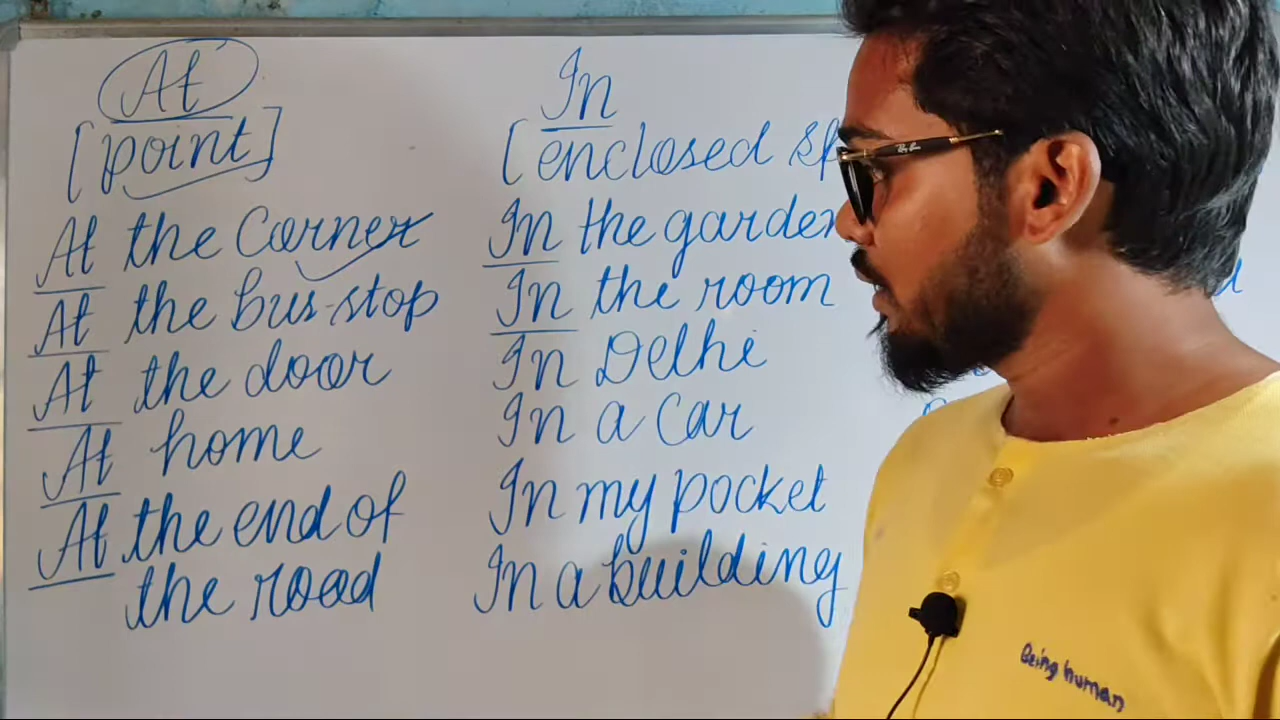 At
[point]
At the Corner
At the bus-stop
At the door
At home
At the end of
the road
In
[enclosed
In the garden
In the room
In Delhi
In a Car
In my pocket
In a building
Ray Ban
Being human